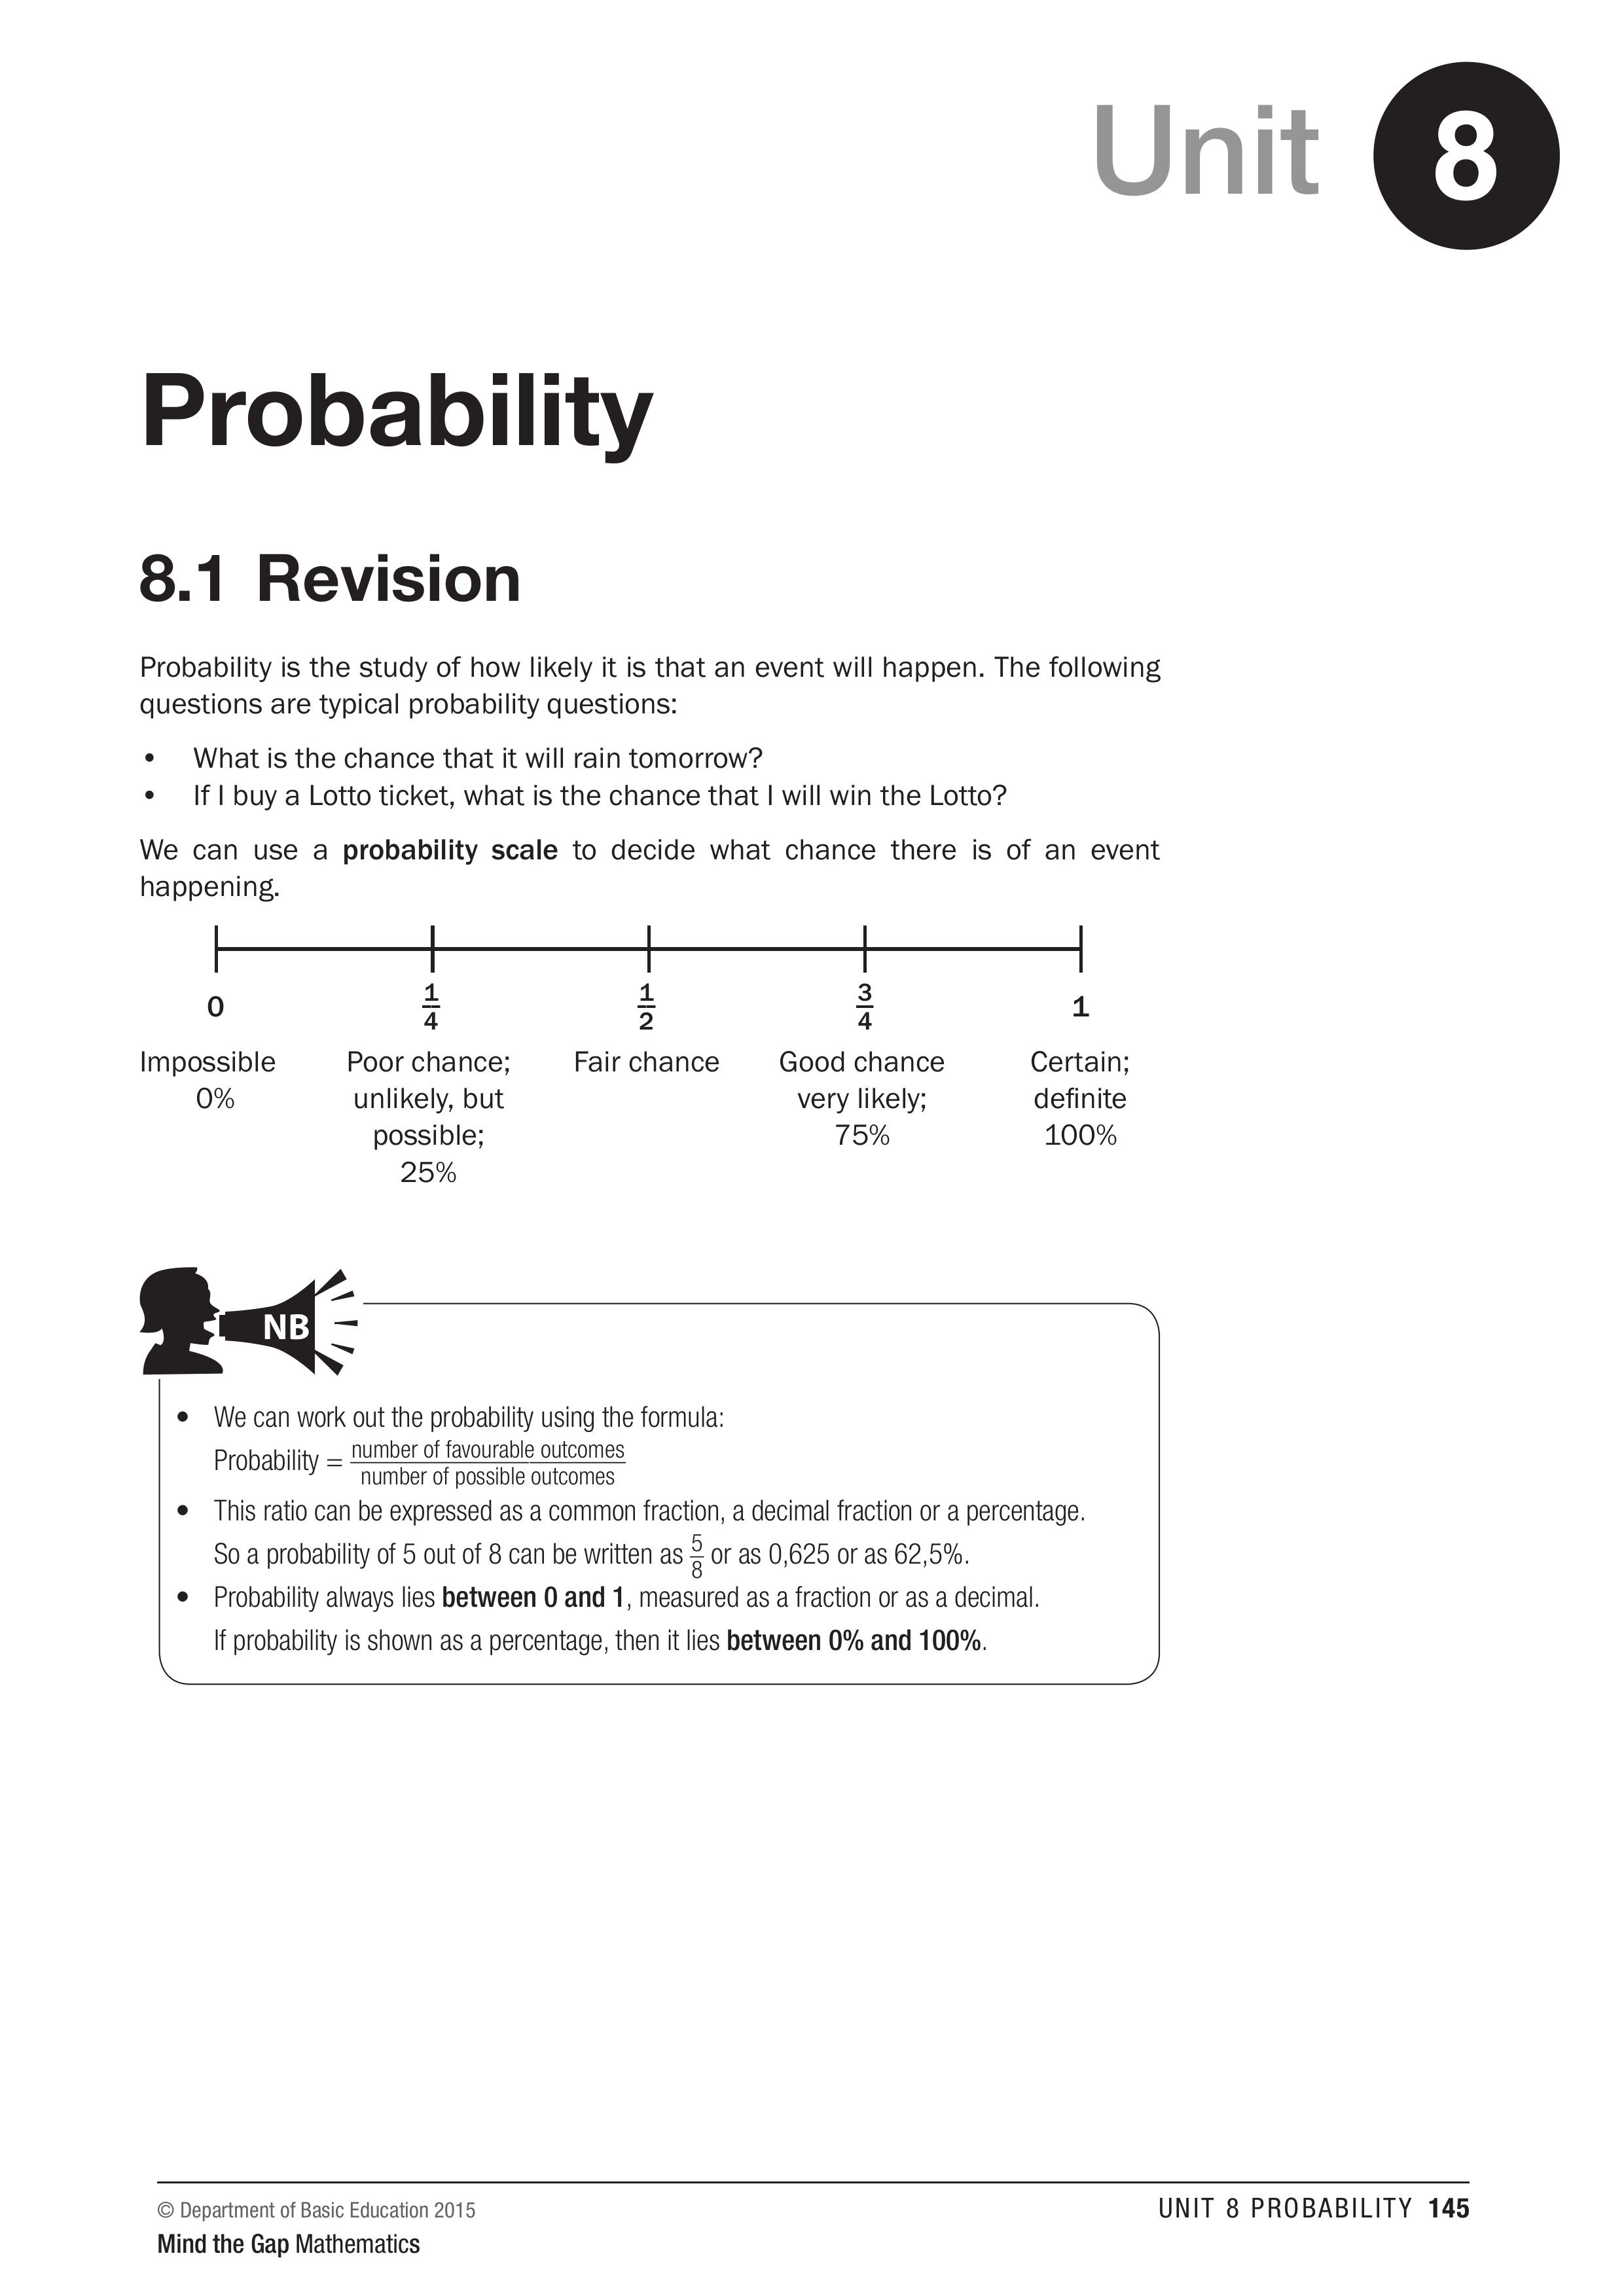 Unit 8
Probability
8.1 Revision
Probability is the study of how likely it is that an event will happen. The following
questions are typical probability questions:
• What is the chance that it will rain tomorrow?
• If I buy a Lotto ticket, what is the chance that I will win the Lotto?
We can use a probability scale to decide what chance there is of an event
happening.
0 1/4 1/2 3/4 1
Impossible Poor chance; Fair chance Good chance Certain;
0% unlikely, but very likely; definite
possible; 75% 100%
25%
NB
• We can work out the probability using the formula:
Probability = number of favourable outcomes / number of possible outcomes
• This ratio can be expressed as a common fraction, a decimal fraction or a percentage.
So a probability of 5 out of 8 can be written as 5/8 or as 0,625 or as 62,5%.
• Probability always lies between 0 and 1, measured as a fraction or as a decimal.
If probability is shown as a percentage, then it lies between 0% and 100%.
© Department of Basic Education 2015 UNIT 8 PROBABILITY 145
Mind the Gap Mathematics